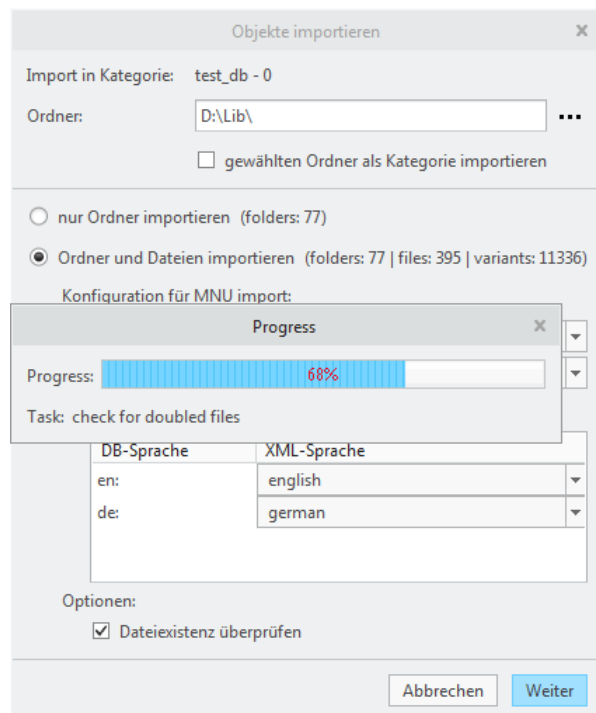 Objekte importieren
Import in Kategorie: test_db - 0
Ordner: D:\Lib\
gewählten Ordner als Kategorie importieren
nur Ordner importieren (folders: 77)
Ordner und Dateien importieren (folders: 77 | files: 395 | variants: 11336)
Konfiguration für MNU import:
Progress
Progress: 68%
Task: check for doubled files
DB-Sprache XML-Sprache
en: english
de: german
Optionen:
Dateiexistenz überprüfen
Abbrechen Weiter